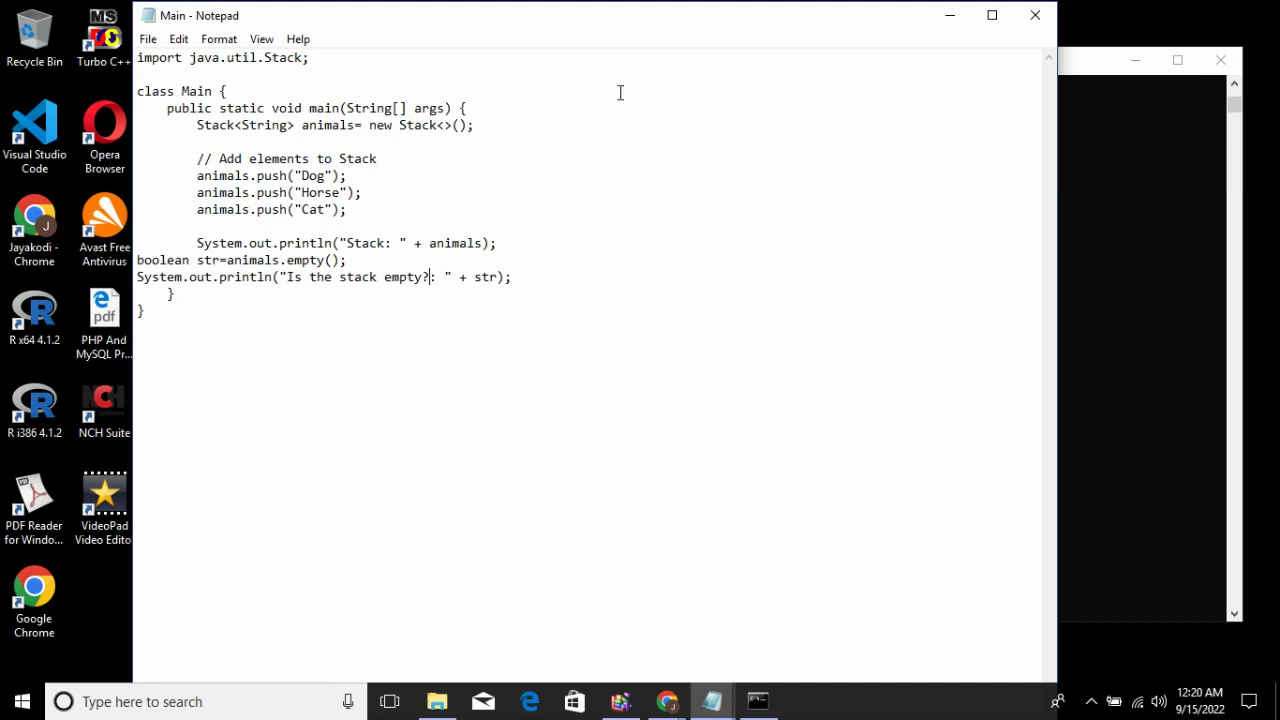 Main - Notepad
File Edit Format View Help
import java.util.Stack;
class Main {
public static void main(String[] args) {
Stack<String> animals= new Stack<>();
// Add elements to Stack
animals.push("Dog");
animals.push("Horse");
animals.push("Cat");
System.out.println("Stack: " + animals);
boolean str=animals.empty();
System.out.println("Is the stack empty?: " + str);
}
}
Recycle Bin
MS
Turbo C++
Visual Studio
Code
Opera
Browser
J
Jayakodi -
Chrome
Avast Free
Antivirus
R x64 4.1.2
pdf
PHP And
MySQL Pr...
R i386 4.1.2
NCH
NCH Suite
PDF Reader
for Windo...
VideoPad
Video Edito
Google
Chrome
Type here to search
12:20 AM
9/15/2022